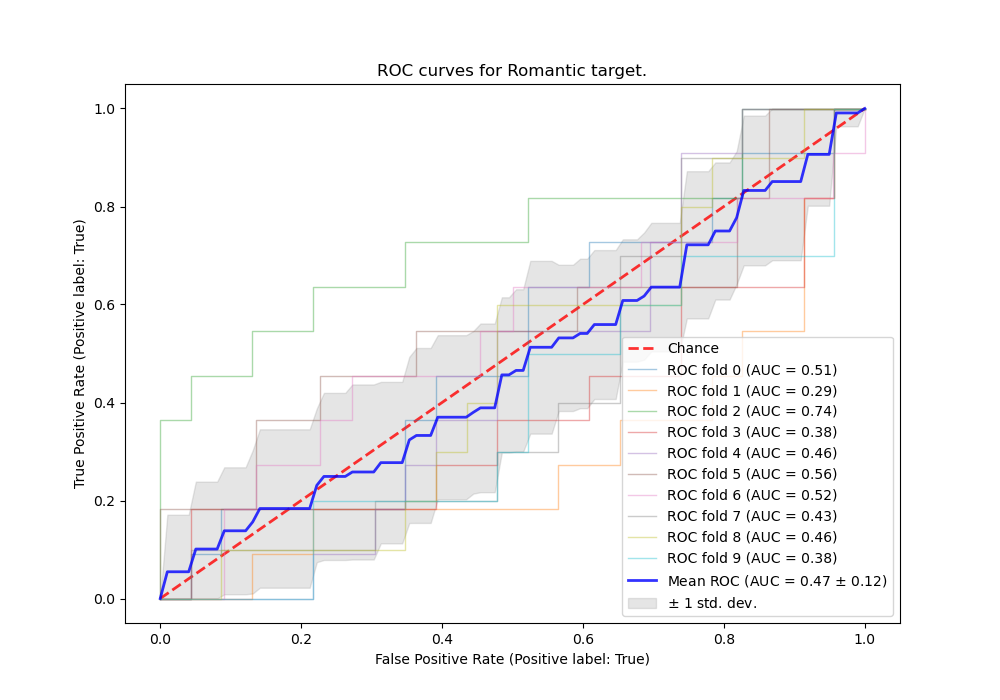 ROC curves for Romantic target.
True Positive Rate (Positive label: True)
1.0
0.8
0.6
0.4
0.2
0.0
Chance
ROC fold 0 (AUC = 0.51)
ROC fold 1 (AUC = 0.29)
ROC fold 2 (AUC = 0.74)
ROC fold 3 (AUC = 0.38)
ROC fold 4 (AUC = 0.46)
ROC fold 5 (AUC = 0.56)
ROC fold 6 (AUC = 0.52)
ROC fold 7 (AUC = 0.43)
ROC fold 8 (AUC = 0.46)
ROC fold 9 (AUC = 0.38)
Mean ROC (AUC = 0.47 ± 0.12)
± 1 std. dev.
0.0 0.2 0.4 0.6 0.8 1.0
False Positive Rate (Positive label: True)